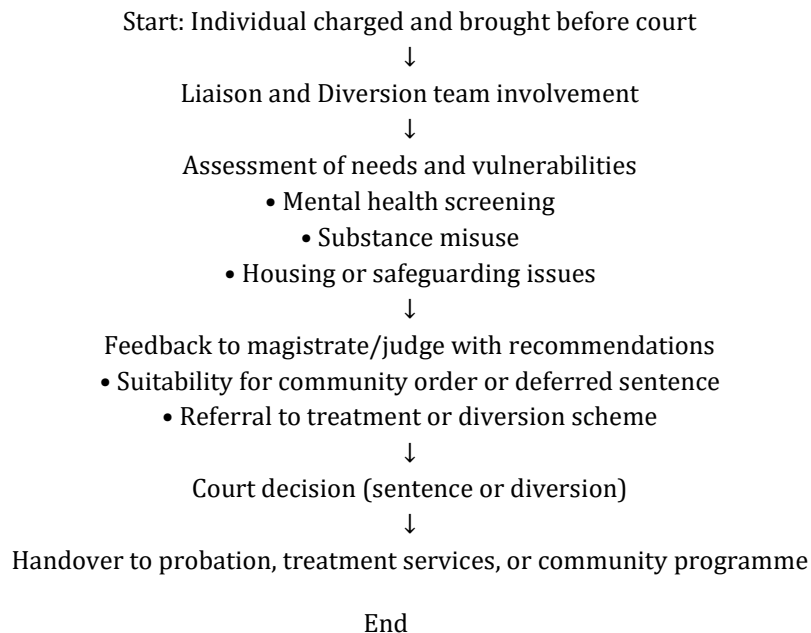 Start: Individual charged and brought before court
↓
Liaison and Diversion team involvement
↓
Assessment of needs and vulnerabilities
• Mental health screening
• Substance misuse
• Housing or safeguarding issues
↓
Feedback to magistrate/judge with recommendations
• Suitability for community order or deferred sentence
• Referral to treatment or diversion scheme
↓
Court decision (sentence or diversion)
↓
Handover to probation, treatment services, or community programme
End